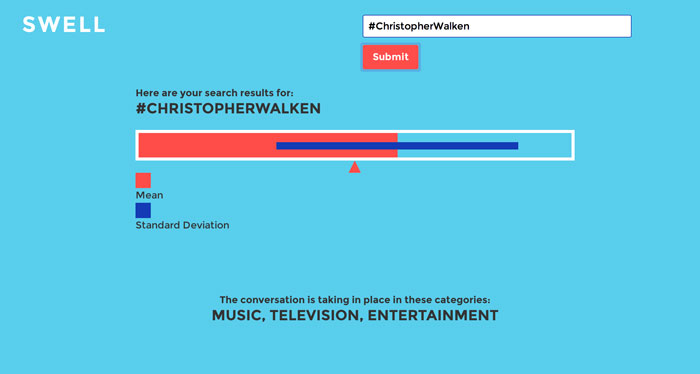 SWELL
#ChristopherWalken
Submit
Here are your search results for:
#CHRISTOPHERWALKEN
Mean
Standard Deviation
The conversation is taking in place in these categories:
MUSIC, TELEVISION, ENTERTAINMENT